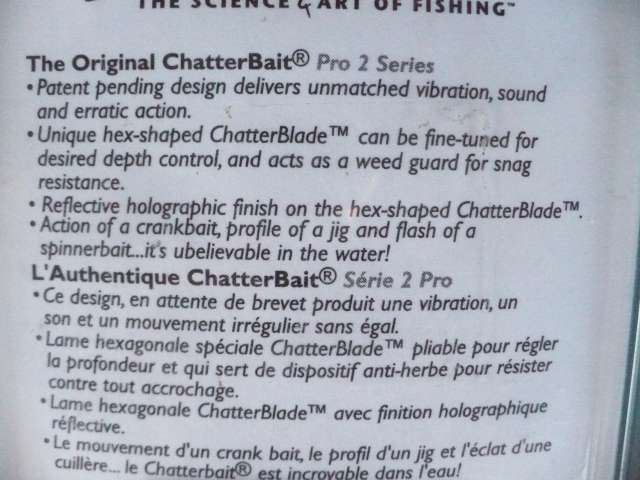 THE SCIENCE & ART OF FISHING™
The Original ChatterBait® Pro 2 Series
•Patent pending design delivers unmatched vibration, sound
and erratic action.
•Unique hex-shaped ChatterBlade™ can be fine-tuned for
desired depth control, and acts as a weed guard for snag
resistance.
• Reflective holographic finish on the hex-shaped ChatterBlade™.
•Action of a crankbait, profile of a jig and flash of a
spinnerbait...it's ubelievable in the water!
L'Authentique ChatterBait® Série 2 Pro
•Ce design, en attente de brevet produit une vibration, un
son et un mouvement irrégulier sans égal.
•Lame hexagonale spéciale ChatterBlade™ pliable pour régler
la profondeur et qui sert de dispositif anti-herbe pour résister
contre tout accrochage.
•Lame hexagonale ChatterBlade™ avec finition holographique
réflective.
•Le mouvement d'un crank bait, le profil d'un jig et l'éclat d'une
cuillère... le Chatterbait® est incroyable dans l'eau!